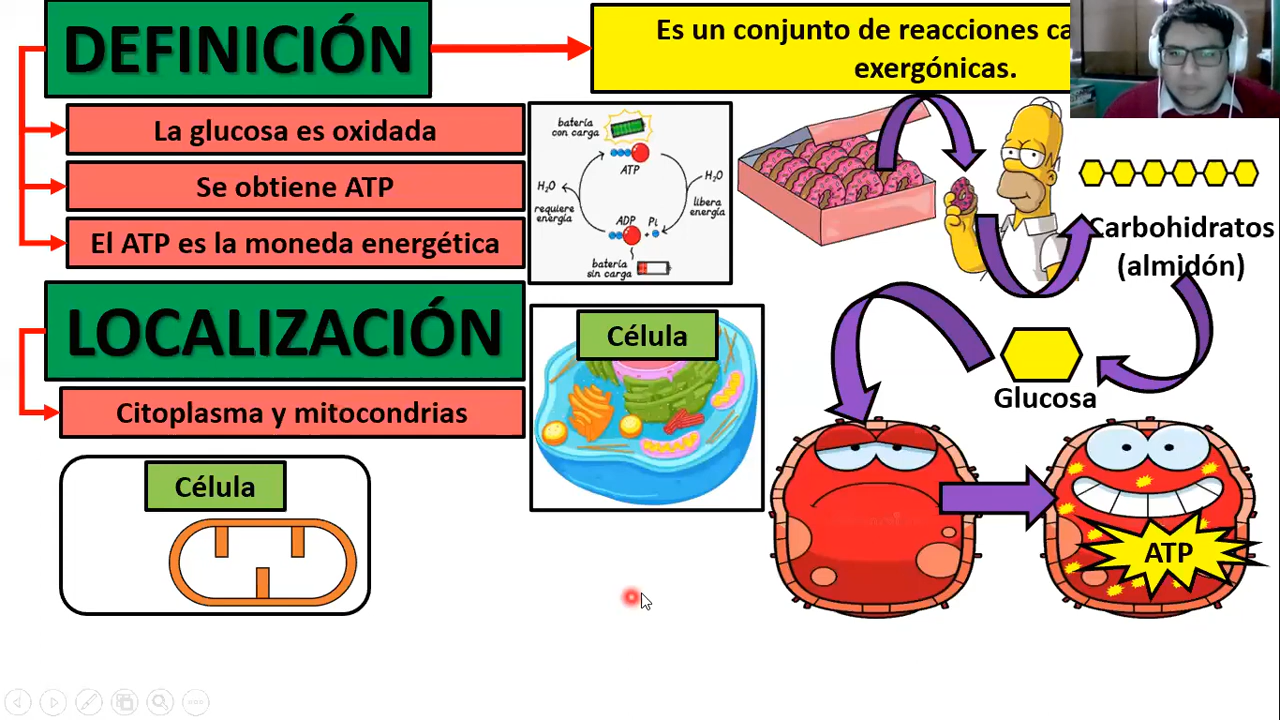 DEFINICIÓN
Es un conjunto de reacciones
exergónicas.
La glucosa es oxidada
Se obtiene ATP
El ATP es la moneda energética
batería
con carga
ATP
H₂O
requiere
energía
H₂O
libera
energía
ADP
+
Pi
batería
sin carga
Carbohidratos
(almidón)
LOCALIZACIÓN
Citoplasma y mitocondrias
Célula
Glucosa
Célula
ATP